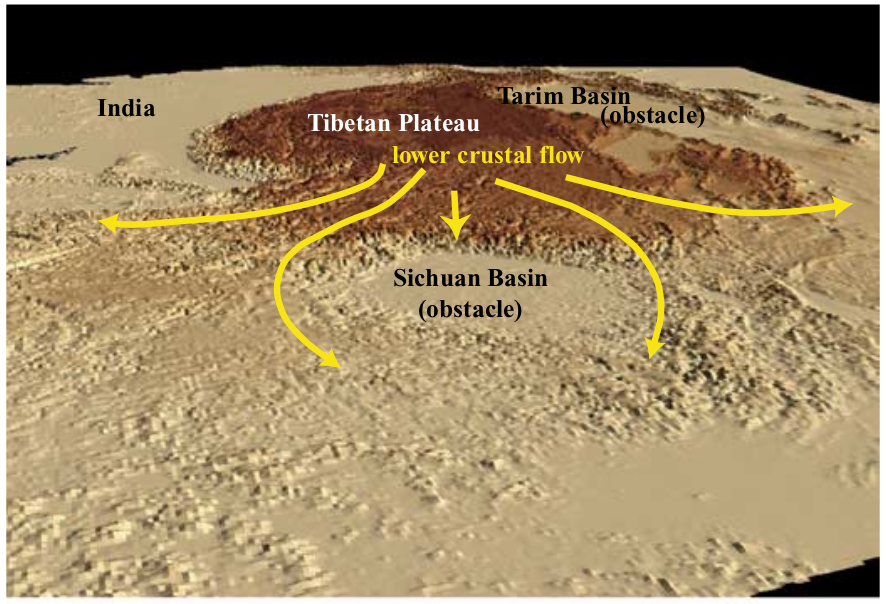 Tarim Basin
(obstacle)
India
Tibetan Plateau
lower crustal flow
Sichuan Basin
(obstacle)